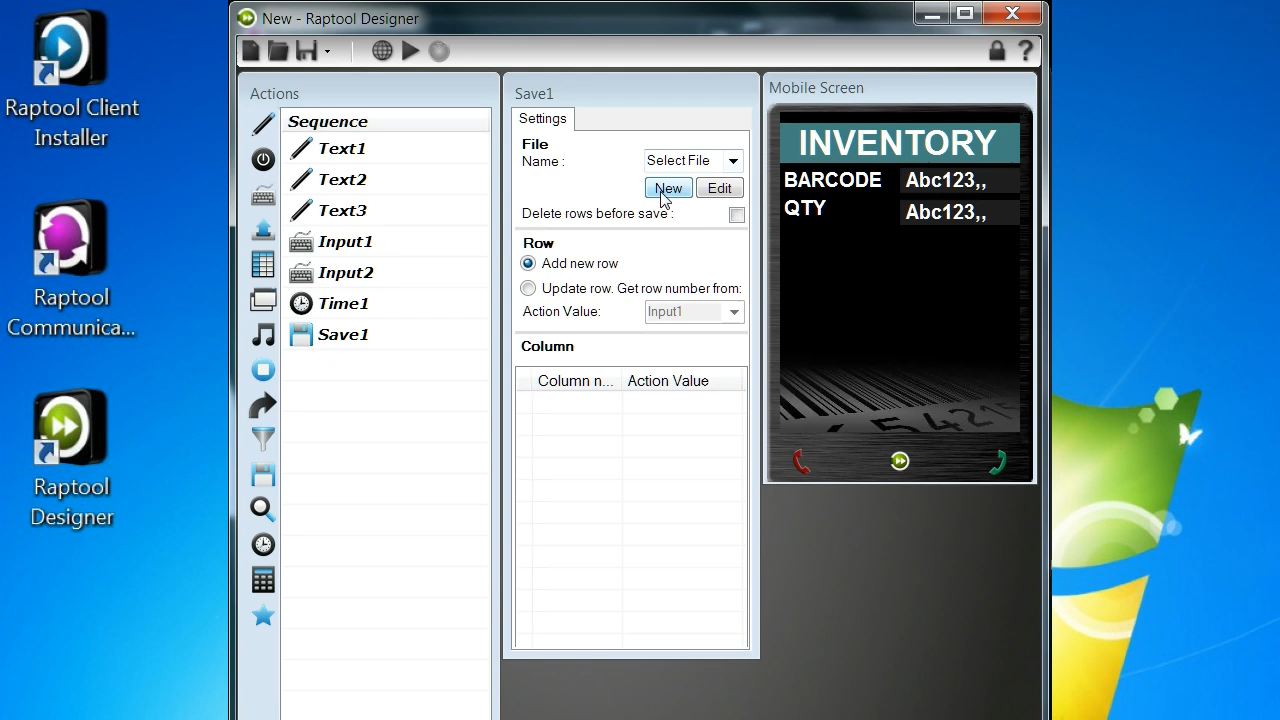 Raptool Client
Installer
Raptool
Communica...
Raptool
Designer
New - Raptool Designer
Actions
Sequence
Text1
Text2
Text3
Input1
Input2
Time1
Save1
Save1
Settings
File
Name :
Select File
New
Edit
Delete rows before save :
Row
Add new row
Update row. Get row number from:
Action Value:
Input1
Column
Column n...
Action Value
Mobile Screen
INVENTORY
BARCODE
Abc123,,
QTY
Abc123,,